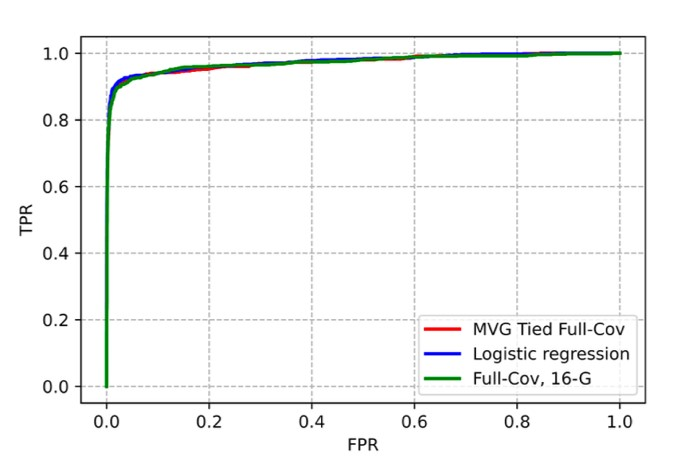 1.0
0.8
0.6
0.4
0.2
0.0
TPR
MVG Tied Full-Cov
Logistic regression
Full-Cov, 16-G
0.0 0.2 0.4 0.6 0.8 1.0
FPR